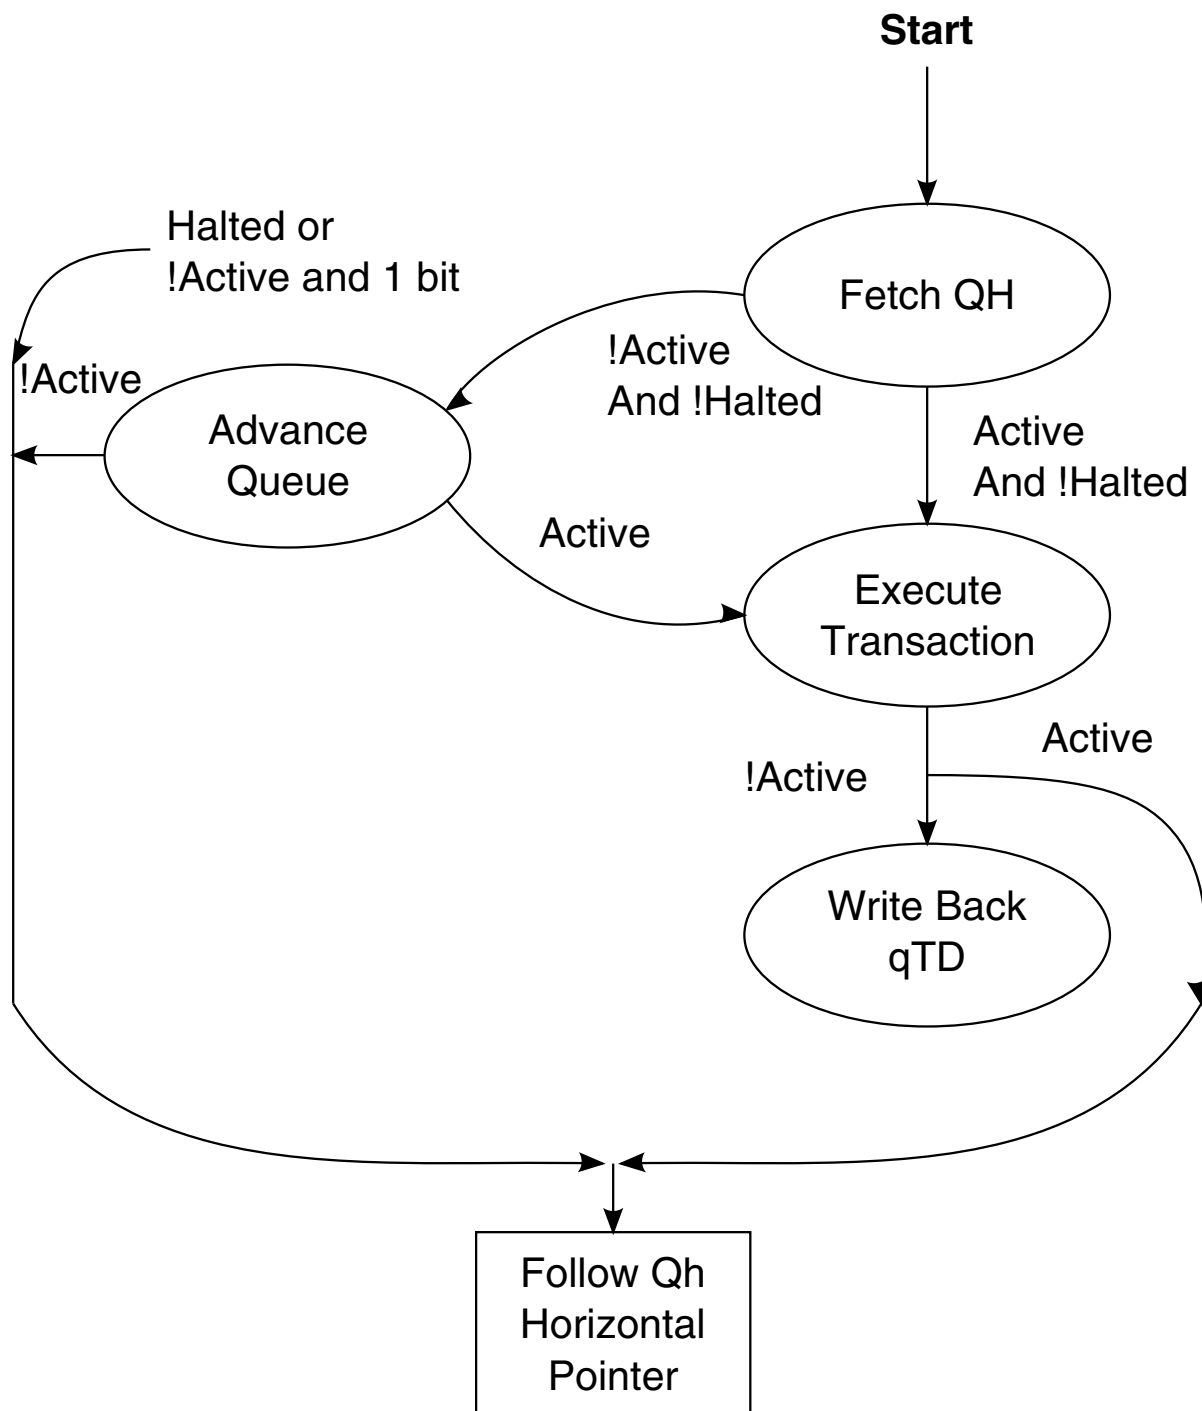 Start
Halted or
!Active and 1 bit
Fetch QH
!Active
And !Halted
!Active
Advance
Queue
Active
And !Halted
Active
Execute
Transaction
Active
!Active
Write Back
qTD
Follow Qh
Horizontal
Pointer